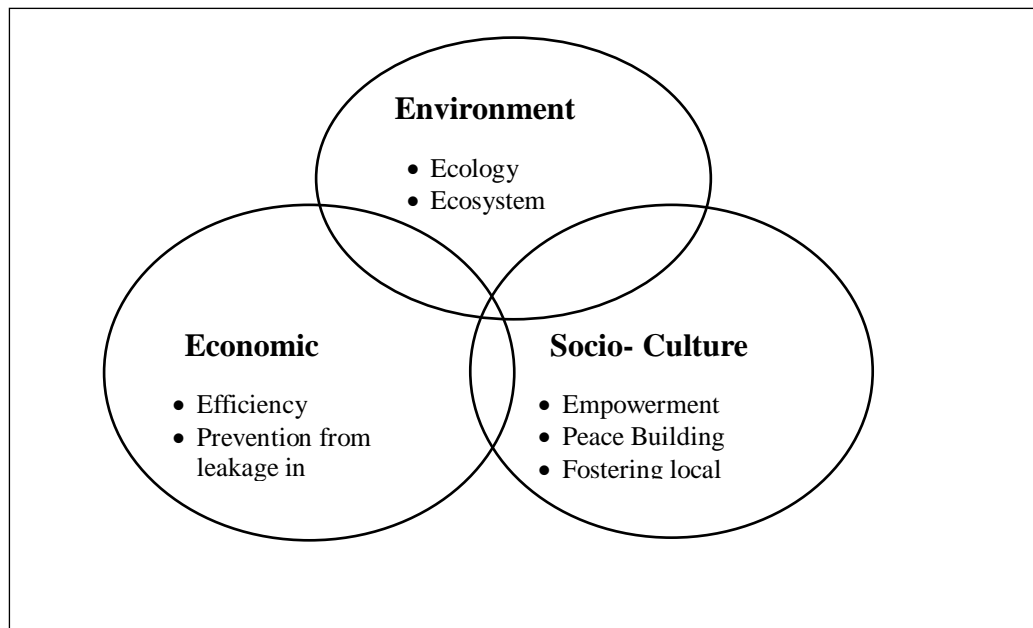 Environment
• Ecology
• Ecosystem
Economic
• Efficiency
• Prevention from
leakage in
Socio- Culture
• Empowerment
• Peace Building
• Fostering local